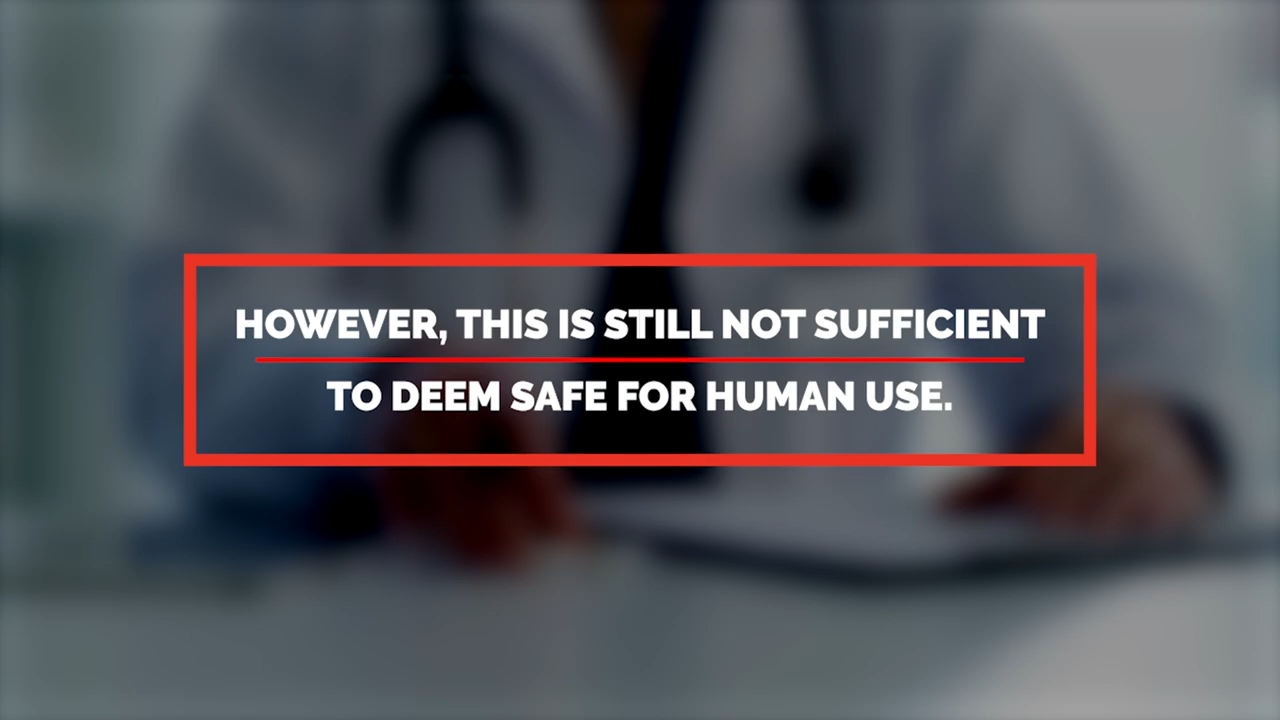 HOWEVER, THIS IS STILL NOT SUFFICIENT
TO DEEM SAFE FOR HUMAN USE.